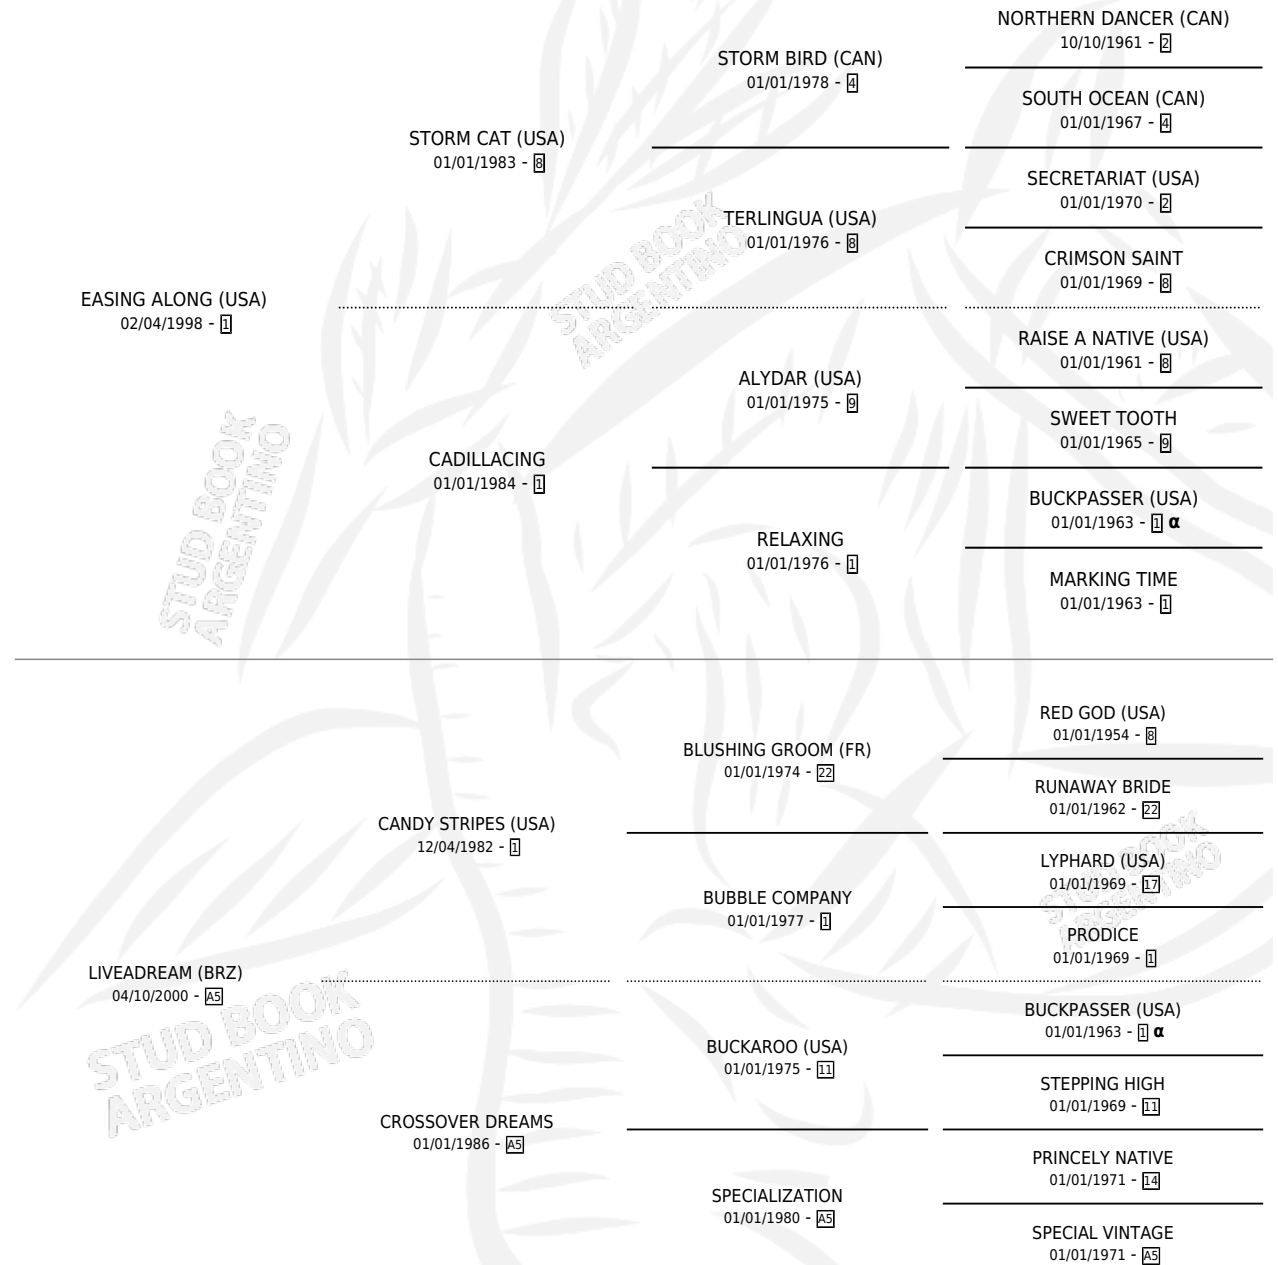 NORTHERN DANCER (CAN)
10/10/1961 - 2
STORM BIRD (CAN)
01/01/1978 - 4
SOUTH OCEAN (CAN)
01/01/1967 - 4
STORM CAT (USA)
01/01/1983 - 8
SECRETARIAT (USA)
01/01/1970 - 2
TERLINGUA (USA)
01/01/1976 - 8
CRIMSON SAINT
01/01/1969 - 8
EASING ALONG (USA)
02/04/1998 - 1
RAISE A NATIVE (USA)
01/01/1961 - 8
ALYDAR (USA)
01/01/1975 - 9
SWEET TOOTH
01/01/1965 - 9
CADILLACING
01/01/1984 - 1
BUCKPASSER (USA)
01/01/1963 - 1 α
RELAXING
01/01/1976 - 1
MARKING TIME
01/01/1963 - 1
RED GOD (USA)
01/01/1954 - 8
BLUSHING GROOM (FR)
01/01/1974 - 22
RUNAWAY BRIDE
01/01/1962 - 22
CANDY STRIPES (USA)
12/04/1982 - 1
LYPHARD (USA)
01/01/1969 - 17
BUBBLE COMPANY
01/01/1977 - 1
PRODICE
01/01/1969 - 1
LIVEADREAM (BRZ)
04/10/2000 - A5
BUCKPASSER (USA)
01/01/1963 - 1 α
BUCKAROO (USA)
01/01/1975 - 11
STEPPING HIGH
01/01/1969 - 11
CROSSOVER DREAMS
01/01/1986 - A5
PRINCELY NATIVE
01/01/1971 - 14
SPECIALIZATION
01/01/1980 - A5
SPECIAL VINTAGE
01/01/1971 - A5
STUD BOOK
ARGENTINO
STUD BOOK
ARGENTINO
STUD BOOK
ARGENTINO
STUD BOOK
ARGENTINO